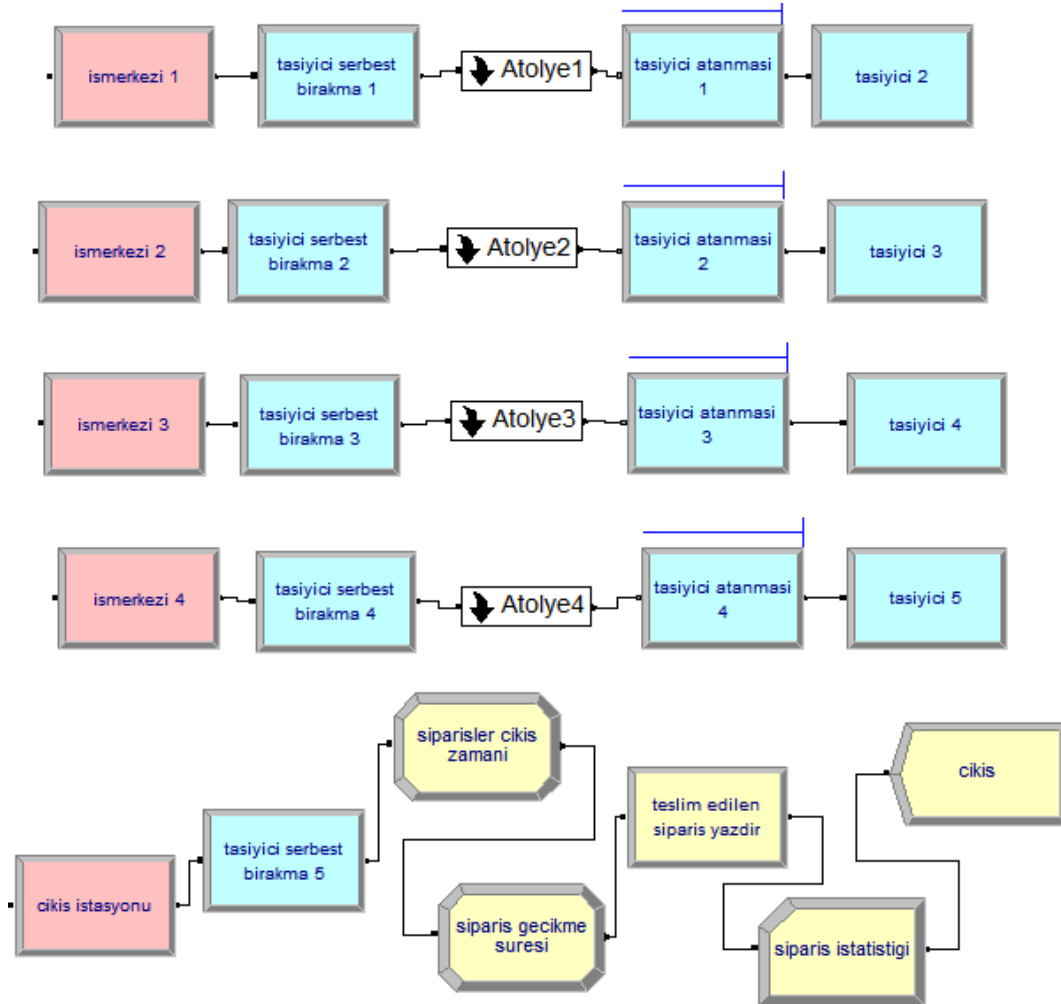 ismerkezi 1
tasiyici serbest
birakma 1
Atolye1
tasiyici atanmasi
1
tasiyici 2
ismerkezi 2
tasiyici serbest
birakma 2
Atolye2
tasiyici atanmasi
2
tasiyici 3
ismerkezi 3
tasiyici serbest
birakma 3
Atolye3
tasiyici atanmasi
3
tasiyici 4
ismerkezi 4
tasiyici serbest
birakma 4
Atolye4
tasiyici atanmasi
4
tasiyici 5
cikis istasyonu
tasiyici serbest
birakma 5
siparisler cikis
zamani
siparis gecikme
suresi
teslim edilen
siparis yazdir
siparis istatistigi
cikis